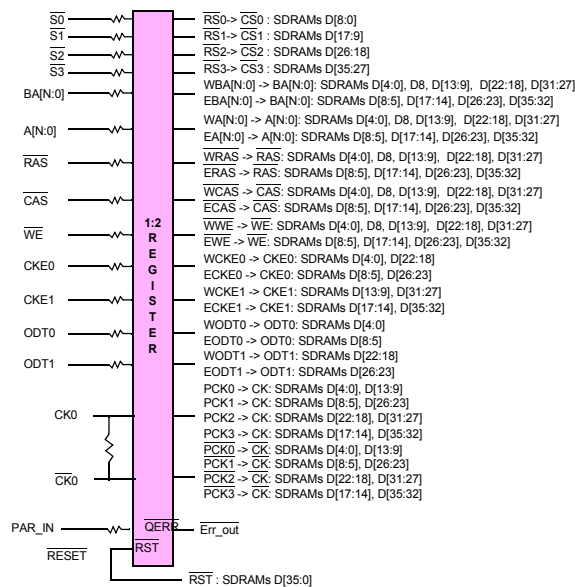 S0 RS0-> CS0 : SDRAMs D[8:0]
S1 RS1-> CS1 : SDRAMs D[17:9]
S2 RS2-> CS2 : SDRAMs D[26:18]
S3 RS3-> CS3 : SDRAMs D[35:27]
BA[N:0] WBA[N:0] -> BA[N:0]: SDRAMs D[4:0], D8, D[13:9], D[22:18], D[31:27]
EBA[N:0] -> BA[N:0]: SDRAMs D[8:5], D[17:14], D[26:23], D[35:32]
A[N:0] WA[N:0] -> A[N:0]: SDRAMs D[4:0], D8, D[13:9], D[22:18], D[31:27]
EA[N:0] -> A[N:0]: SDRAMs D[8:5], D[17:14], D[26:23], D[35:32]
RAS WRAS -> RAS: SDRAMs D[4:0], D8, D[13:9], D[22:18], D[31:27]
ERAS -> RAS: SDRAMs D[8:5], D[17:14], D[26:23], D[35:32]
CAS WCAS -> CAS: SDRAMs D[4:0], D8, D[13:9], D[22:18], D[31:27]
ECAS -> CAS: SDRAMs D[8:5], D[17:14], D[26:23], D[35:32]
WE WWE -> WE: SDRAMs D[4:0], D8, D[13:9], D[22:18], D[31:27]
EWE -> WE: SDRAMs D[8:5], D[17:14], D[26:23], D[35:32]
CKE0 WCKE0 -> CKE0: SDRAMs D[4:0], D[22:18]
ECKE0 -> CKE0: SDRAMs D[8:5], D[26:23]
CKE1 WCKE1 -> CKE1: SDRAMs D[13:9], D[31:27]
ECKE1 -> CKE1: SDRAMs D[17:14], D[35:32]
ODT0 WODT0 -> ODT0: SDRAMs D[4:0]
EODT0 -> ODT0: SDRAMs D[8:5]
ODT1 WODT1 -> ODT1: SDRAMs D[22:18]
EODT1 -> ODT1: SDRAMs D[26:23]
1:2
R
E
G
I
S
T
E
R
PCK0 -> CK: SDRAMs D[4:0], D[13:9]
PCK1 -> CK: SDRAMs D[8:5], D[26:23]
CK0 PCK2 -> CK: SDRAMs D[22:18], D[31:27]
PCK3 -> CK: SDRAMs D[17:14], D[35:32]
PCK0 -> CK: SDRAMs D[4:0], D[13:9]
PCK1 -> CK: SDRAMs D[8:5], D[26:23]
CK0 PCK2 -> CK: SDRAMs D[22:18], D[31:27]
PCK3 -> CK: SDRAMs D[17:14], D[35:32]
PAR_IN QERR Err_out
RESET RST
RST : SDRAMs D[35:0]